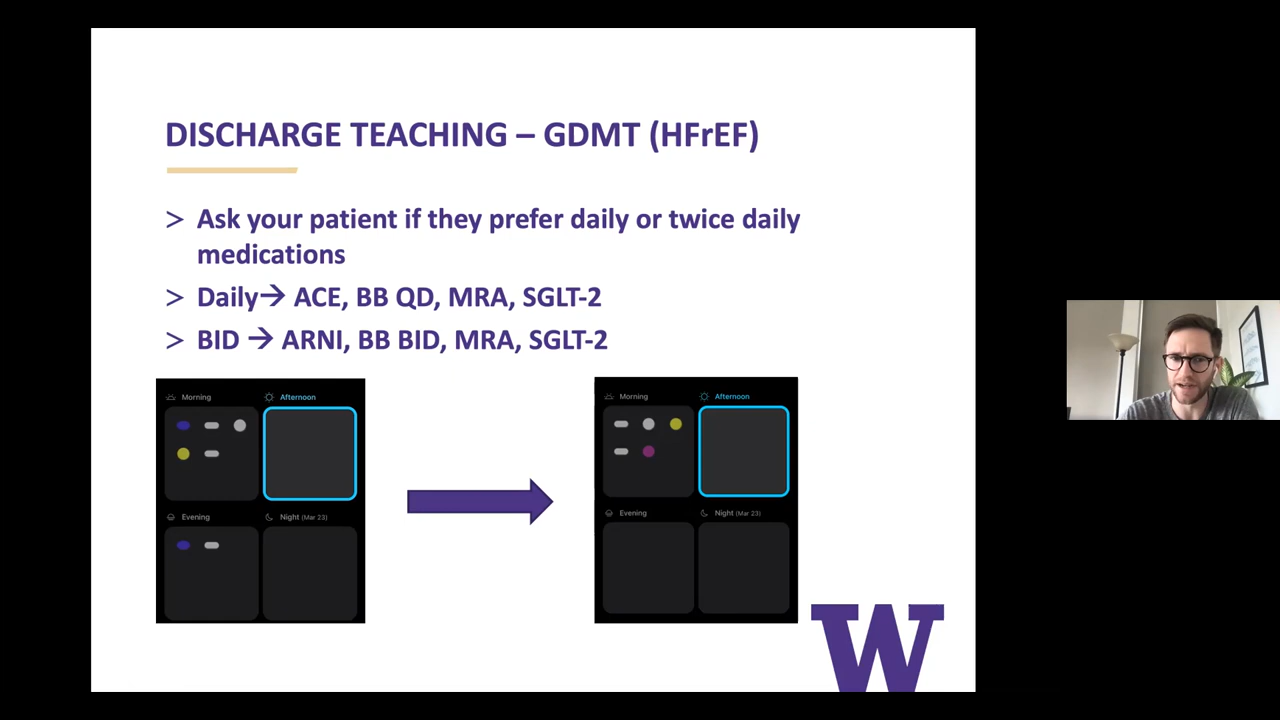 DISCHARGE TEACHING – GDMT (HFrEF)
> Ask your patient if they prefer daily or twice daily
medications
> Daily→ ACE, BB QD, MRA, SGLT-2
> BID → ARNI, BB BID, MRA, SGLT-2
Morning
Afternoon
Evening
Night (Mar 23)
Morning
Afternoon
Evening
Night (Mar 23)
W